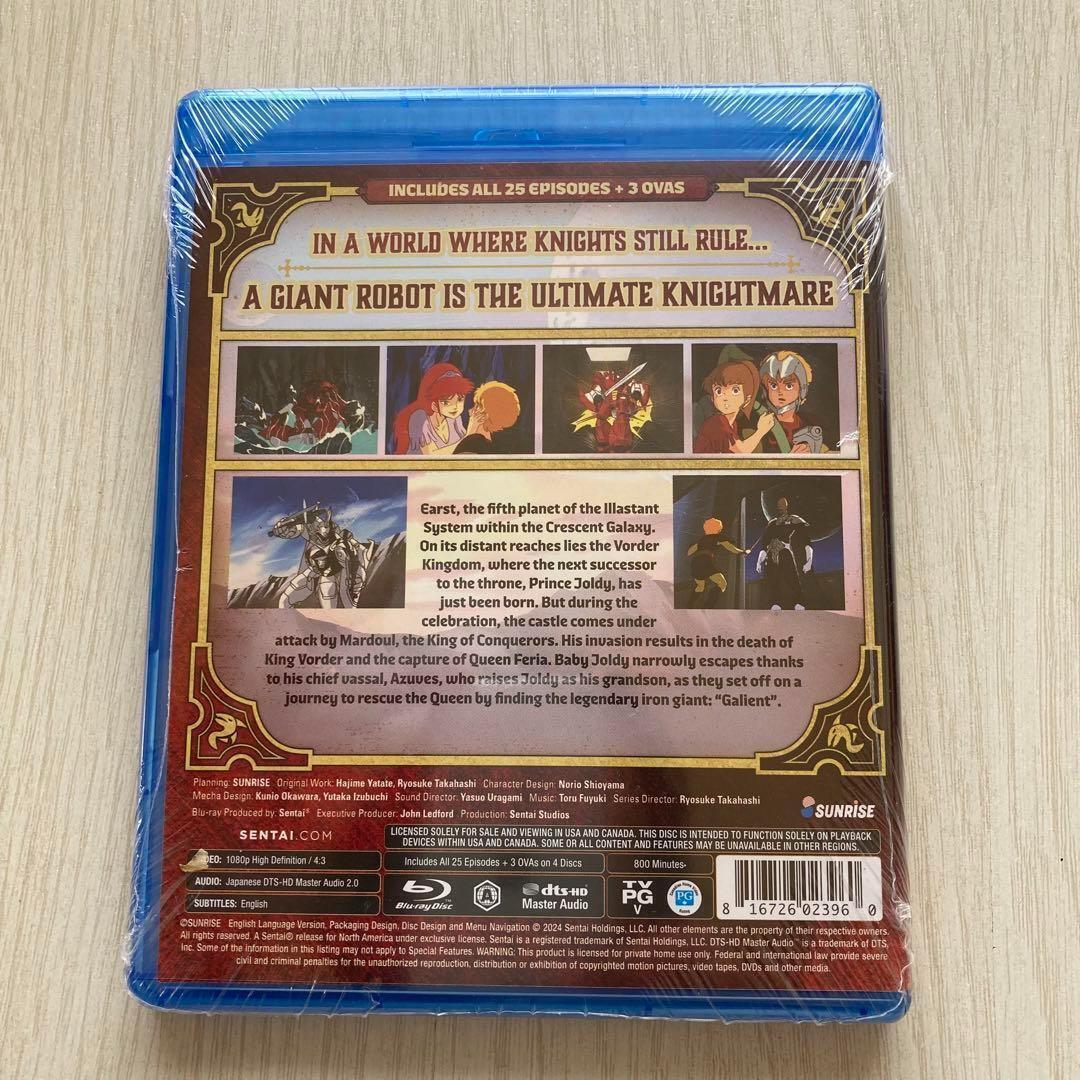 INCLUDES ALL 25 EPISODES + 3 OVAS
IN A WORLD WHERE KNIGHTS STILL RULE...
A GIANT ROBOT IS THE ULTIMATE KNIGHTMARE
Earst, the fifth planet of the Illastant
System within the Crescent Galaxy.
On its distant reaches lies the Vorder
Kingdom, where the next successor
to the throne, Prince Joldy, has
just been born. But during the
celebration, the castle comes under
attack by Mardoul, the King of Conquerors. His invasion results in the death of
King Vorder and the capture of Queen Feria. Baby Joldy narrowly escapes thanks
to his chief vassal, Azuves, who raises Joldy as his grandson, as they set off on a
journey to rescue the Queen by finding the legendary iron giant: “Galient”.
Planning: SUNRISE Original Work: Hajime Yatate, Ryosuke Takahashi Character Design: Norio Shioyama
Mecha Design: Kunio Okawara, Yutaka Izubuchi Sound Director: Yasuo Uragami Music: Toru Fuyuki Series Director: Ryosuke Takahashi
Blu-ray Produced by: Sentai® Executive Producer: John Ledford Production: Sentai Studios
SUNRISE
SENTAI.COM
LICENSED SOLELY FOR SALE AND VIEWING IN USA AND CANADA. THIS DISC IS INTENDED TO FUNCTION SOLELY ON PLAYBACK
DEVICES WITHIN USA AND CANADA. SOME OR ALL CONTENT AND FEATURES MAY BE UNAVAILABLE IN OTHER REGIONS.
VIDEO: 1080p High Definition / 4:3
AUDIO: Japanese DTS-HD Master Audio 2.0
SUBTITLES: English
Includes All 25 Episodes + 3 OVAs on 4 Discs
800 Minutes+
Blu-ray Disc™
A
dts-HD
Master Audio
TV
PG
V
PG
8 16726 02396 0
©SUNRISE English Language Version, Packaging Design, Disc Design and Menu Navigation © 2024 Sentai Holdings, LLC. All other elements are the property of their respective owners.
All rights reserved. A Sentai® release for North America under exclusive license. Sentai is a registered trademark of Sentai Holdings, LLC. DTS-HD Master Audio ™ is a trademark of DTS,
Inc. Some of the information in this listing may not apply to Special Features. WARNING: This product is licensed for private home use only. Federal and international law provide severe
civil and criminal penalties for the unauthorized reproduction, distribution or exhibition of copyrighted motion pictures, video tapes, DVDs and other media.